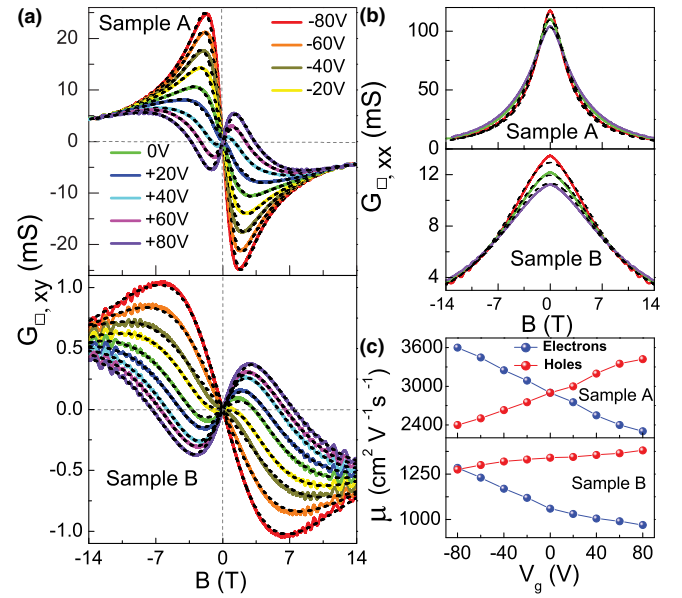 (a)
Sample A
-80V
-60V
-40V
-20V
0V
+20V
+40V
+60V
+80V
20
10
0
-10
-20
G□, xy (mS)
1.0
0.5
0.0
-0.5
-1.0
Sample B
-14 -7 0 7 14
B (T)
(b)
100
50
0
Sample A
G□, xx (mS)
12
8
4
Sample B
-14 -7 0 7 14
B (T)
(c)
3600
3000
2400
Electrons
Holes
Sample A
μ (cm² V⁻¹ s⁻¹)
1250
1000
Sample B
-80 -40 0 40 80
Vg (V)